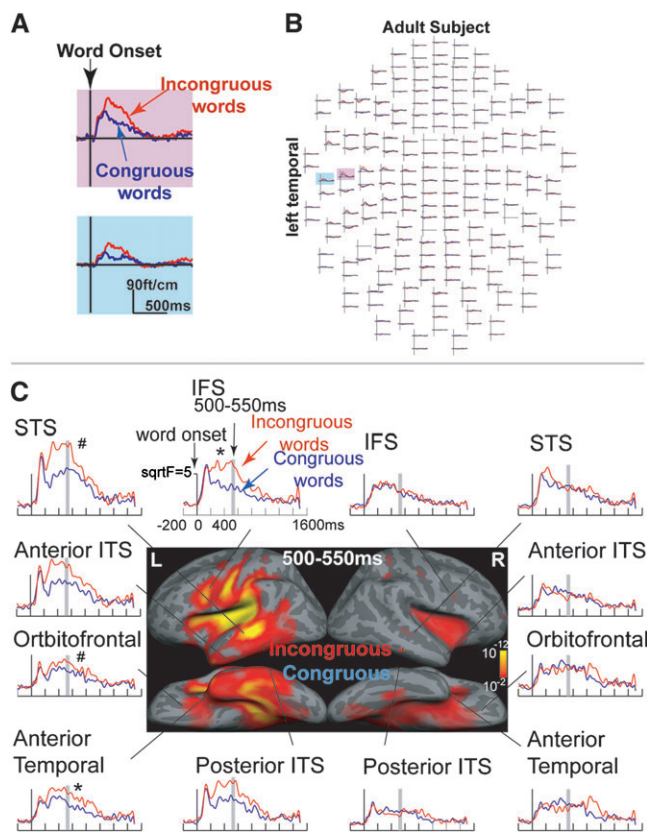 A
Word Onset
Incongruous
words
Congruous
words
90ft/cm
500ms
B
Adult Subject
left temporal
C
STS
#
IFS
500-550ms
word onset
*
Incongruous
words
Congruous
words
sqrtF=5
-200
0
400
1600ms
IFS
STS
Anterior ITS
Ortbitofrontal
#
Anterior
Temporal
*
L
500-550ms
R
Incongruous
Congruous
10-12
10-2
Anterior ITS
Orbitofrontal
Anterior
Temporal
Posterior ITS
Posterior ITS